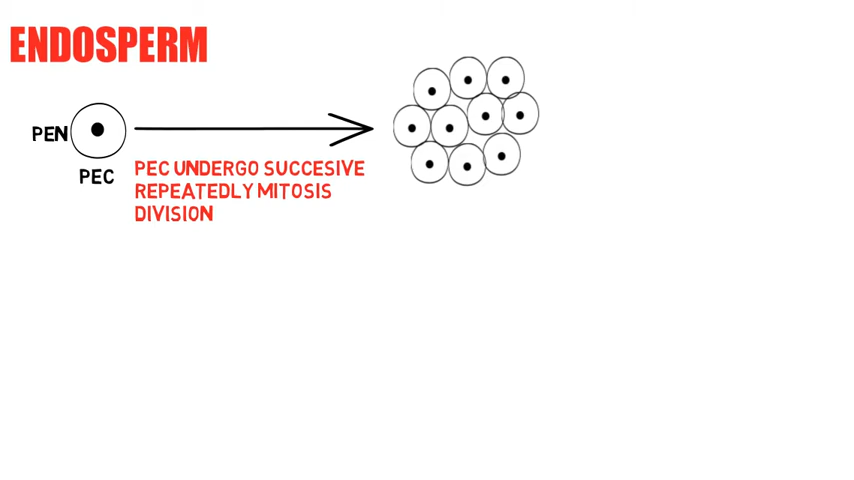 ENDOSPERM
PEN
PEC
PEC UNDERGO SUCCESIVE
REPEATEDLY MITOSIS
DIVISION